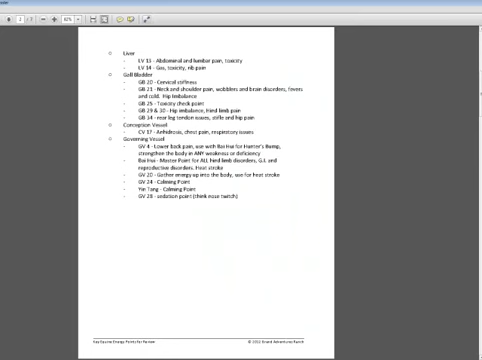 ○ Liver
- LV 13 - Abdominal and lumbar pain, toxicity
- LV 14 - Gas, toxicity, rib pain
○ Gall Bladder
- GB 20 - Cervical stiffness
- GB 21 - Neck and shoulder pain, wobblers and brain disorders, fevers
and cold. Hip imbalance
- GB 25 - Toxicity check point
- GB 29 & 30 - Hip imbalance, Hind limb pain
- GB 34 - rear leg tendon issues, stifle and hip pain
○ Conception Vessel
- CV 17 - Anhidrosis, chest pain, respiratory issues
○ Governing Vessel
- GV 4 - Lower back pain, use with Bai Hui for Hunter's Bump,
strengthen the body in ANY weakness or deficiency
- Bai Hui - Master Point for ALL hind limb disorders, G.I. and
reproductive disorders. Heat stroke
- GV 20 - Gather energy up into the body, use for heat stroke
- GV 24 - Calming Point
- Yin Tang - Calming Point
- GV 28 - sedation point (think nose twitch)
Key Equine Energy Points for © 2012 Grand Adventures Ranch